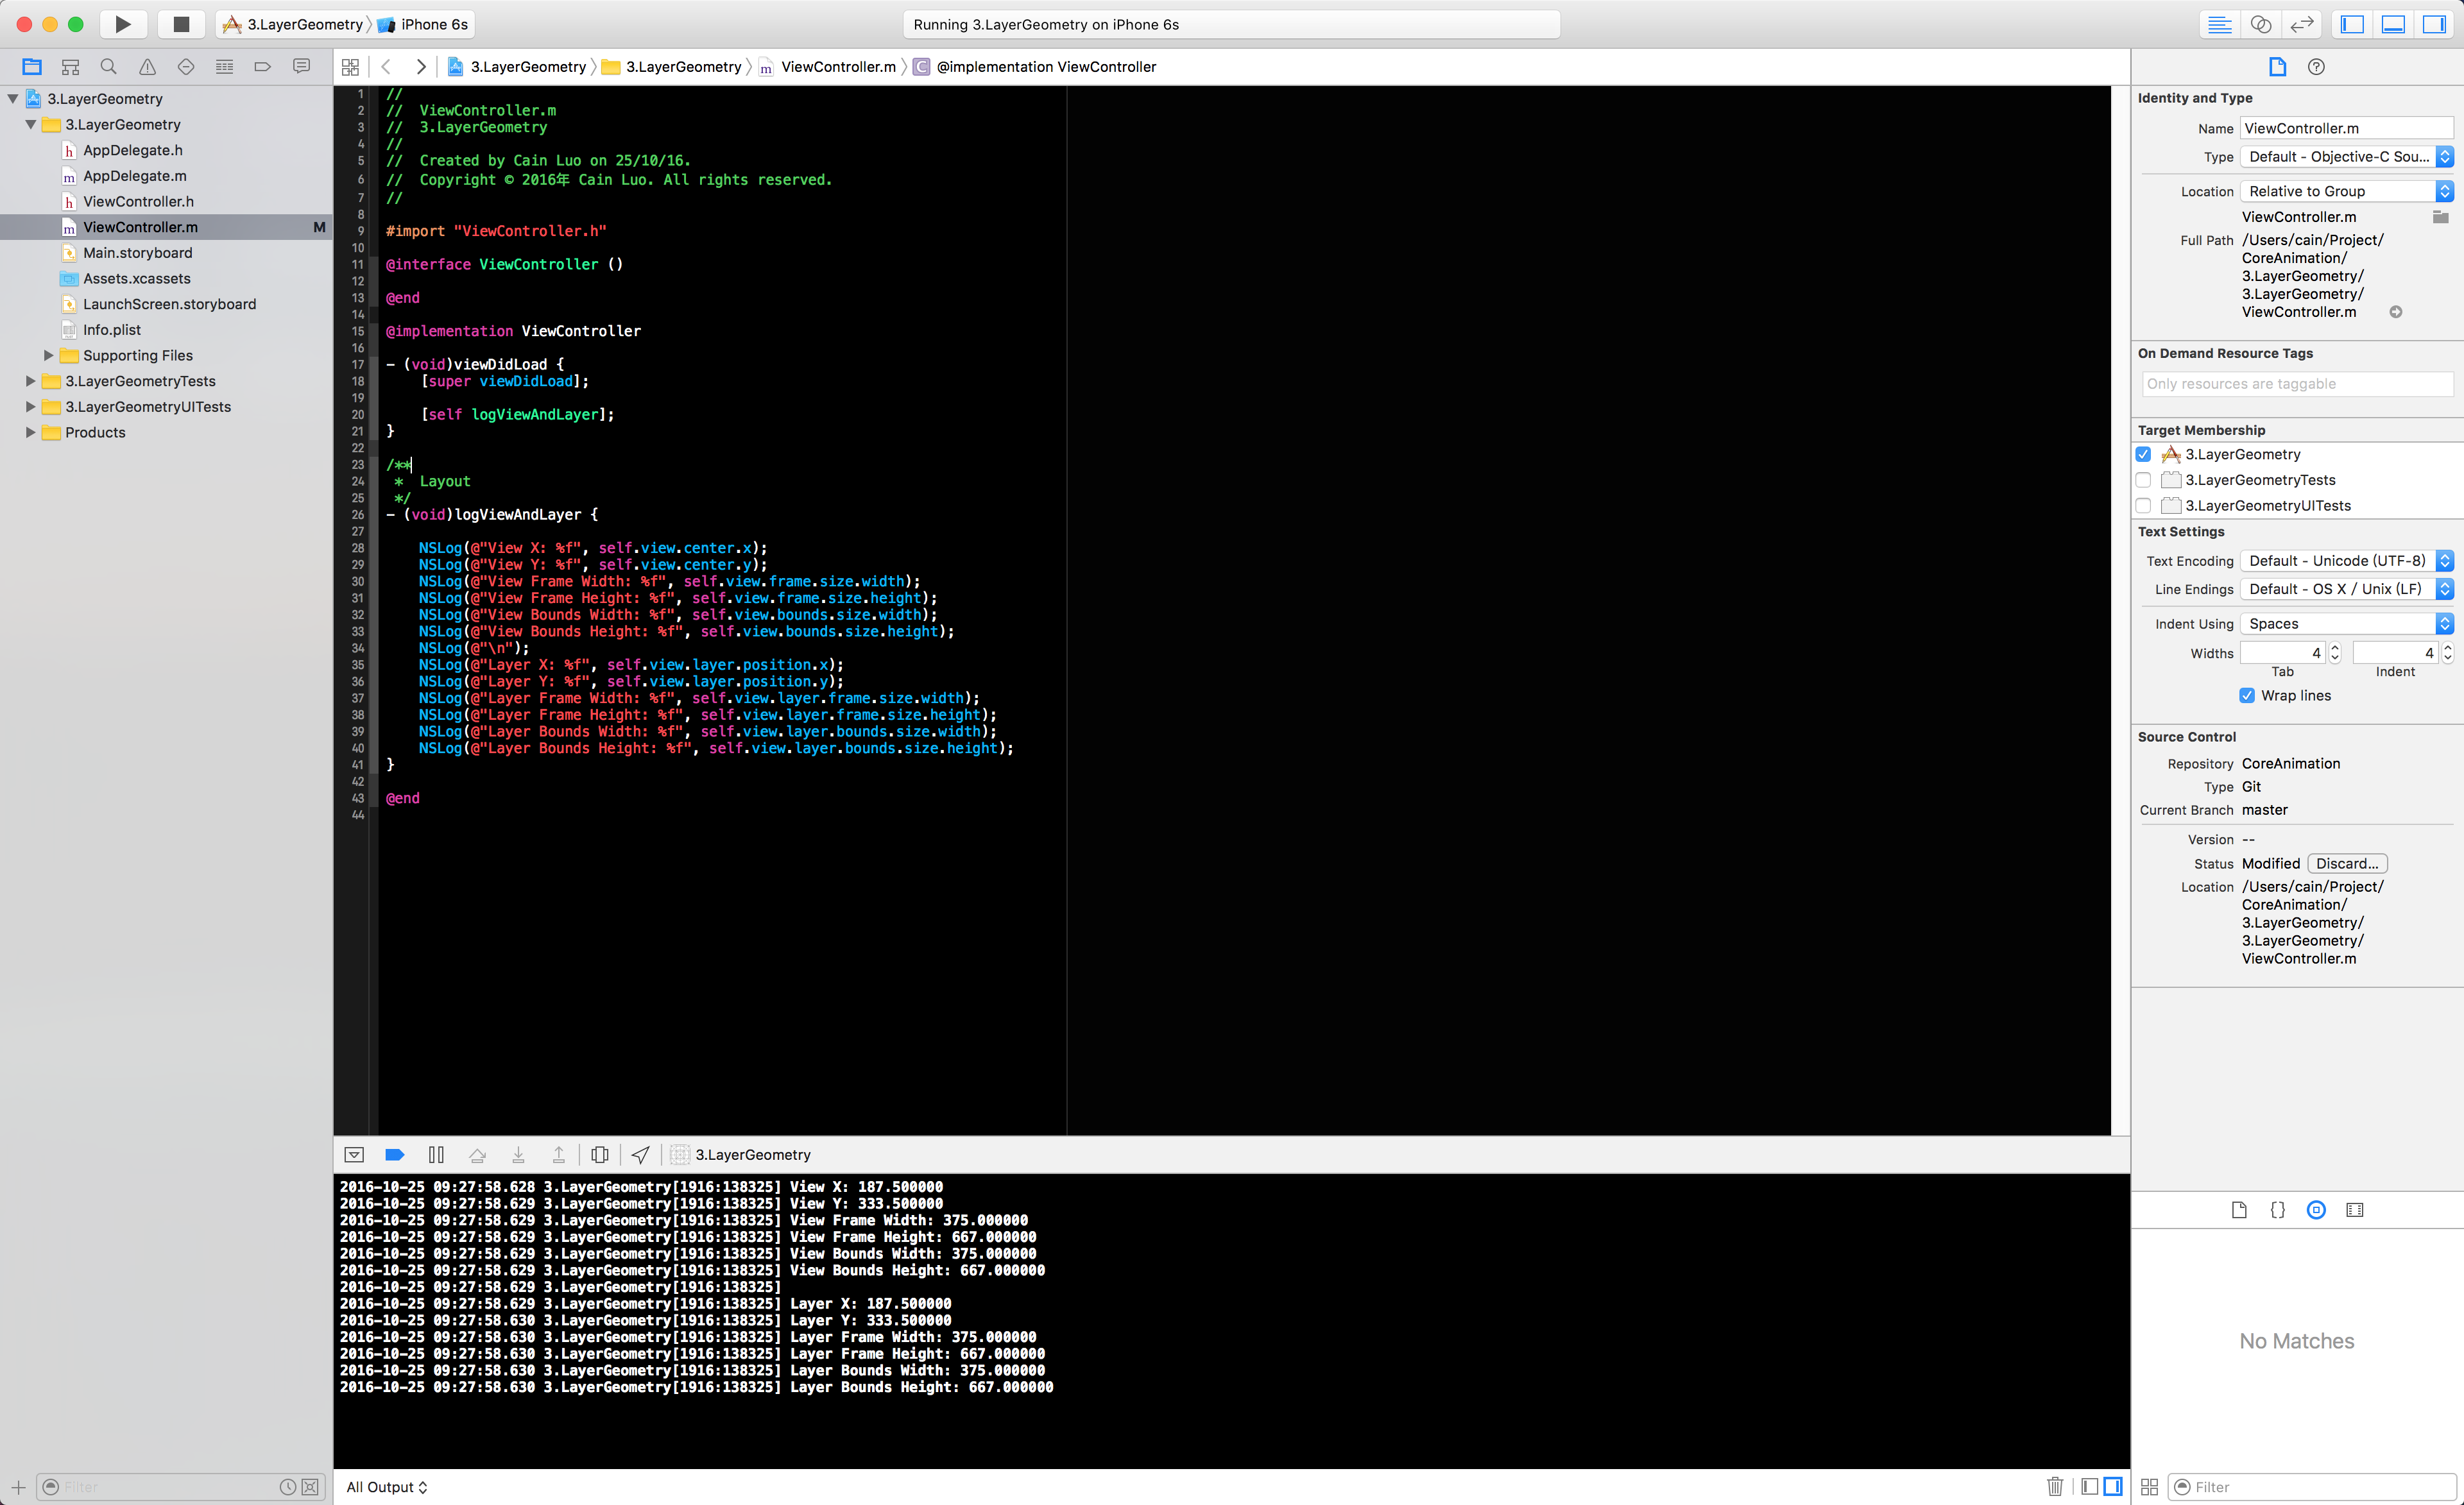 3.LayerGeometry 〉 iPhone 6s
Running 3.LayerGeometry on iPhone 6s
3.LayerGeometry 〉 3.LayerGeometry 〉 m ViewController.m 〉 C @implementation ViewController
3.LayerGeometry
3.LayerGeometry
h AppDelegate.h
m AppDelegate.m
h ViewController.h
m ViewController.m M
Main.storyboard
Assets.xcassets
LaunchScreen.storyboard
Info.plist
Supporting Files
3.LayerGeometryTests
3.LayerGeometryUITests
Products
Filter
1 //
2 //  ViewController.m
3 //  3.LayerGeometry
4 //
5 //  Created by Cain Luo on 25/10/16.
6 //  Copyright © 2016年 Cain Luo. All rights reserved.
7 //
8
9 #import "ViewController.h"
10
11 @interface ViewController ()
12
13 @end
14
15 @implementation ViewController
16
17 - (void)viewDidLoad {
18     [super viewDidLoad];
19
20     [self logViewAndLayer];
21 }
22
23 /**
24  *  Layout
25  */
26 - (void)logViewAndLayer {
27
28     NSLog(@"View X: %f", self.view.center.x);
29     NSLog(@"View Y: %f", self.view.center.y);
30     NSLog(@"View Frame Width: %f", self.view.frame.size.width);
31     NSLog(@"View Frame Height: %f", self.view.frame.size.height);
32     NSLog(@"View Bounds Width: %f", self.view.bounds.size.width);
33     NSLog(@"View Bounds Height: %f", self.view.bounds.size.height);
34     NSLog(@"\n");
35     NSLog(@"Layer X: %f", self.view.layer.position.x);
36     NSLog(@"Layer Y: %f", self.view.layer.position.y);
37     NSLog(@"Layer Frame Width: %f", self.view.layer.frame.size.width);
38     NSLog(@"Layer Frame Height: %f", self.view.layer.frame.size.height);
39     NSLog(@"Layer Bounds Width: %f", self.view.layer.bounds.size.width);
40     NSLog(@"Layer Bounds Height: %f", self.view.layer.bounds.size.height);
41 }
42
43 @end
44
3.LayerGeometry
2016-10-25 09:27:58.628 3.LayerGeometry[1916:138325] View X: 187.500000
2016-10-25 09:27:58.629 3.LayerGeometry[1916:138325] View Y: 333.500000
2016-10-25 09:27:58.629 3.LayerGeometry[1916:138325] View Frame Width: 375.000000
2016-10-25 09:27:58.629 3.LayerGeometry[1916:138325] View Frame Height: 667.000000
2016-10-25 09:27:58.629 3.LayerGeometry[1916:138325] View Bounds Width: 375.000000
2016-10-25 09:27:58.629 3.LayerGeometry[1916:138325] View Bounds Height: 667.000000
2016-10-25 09:27:58.629 3.LayerGeometry[1916:138325]
2016-10-25 09:27:58.629 3.LayerGeometry[1916:138325] Layer X: 187.500000
2016-10-25 09:27:58.630 3.LayerGeometry[1916:138325] Layer Y: 333.500000
2016-10-25 09:27:58.630 3.LayerGeometry[1916:138325] Layer Frame Width: 375.000000
2016-10-25 09:27:58.630 3.LayerGeometry[1916:138325] Layer Frame Height: 667.000000
2016-10-25 09:27:58.630 3.LayerGeometry[1916:138325] Layer Bounds Width: 375.000000
2016-10-25 09:27:58.630 3.LayerGeometry[1916:138325] Layer Bounds Height: 667.000000
All Output
Identity and Type
Name ViewController.m
Type Default - Objective-C Sou...
Location Relative to Group
ViewController.m
Full Path /Users/cain/Project/
CoreAnimation/
3.LayerGeometry/
3.LayerGeometry/
ViewController.m
On Demand Resource Tags
Only resources are taggable
Target Membership
3.LayerGeometry
3.LayerGeometryTests
3.LayerGeometryUITests
Text Settings
Text Encoding Default - Unicode (UTF-8)
Line Endings Default - OS X / Unix (LF)
Indent Using Spaces
Widths 4 4
Tab Indent
Wrap lines
Source Control
Repository CoreAnimation
Type Git
Current Branch master
Version --
Status Modified Discard...
Location /Users/cain/Project/
CoreAnimation/
3.LayerGeometry/
3.LayerGeometry/
ViewController.m
No Matches
Filter